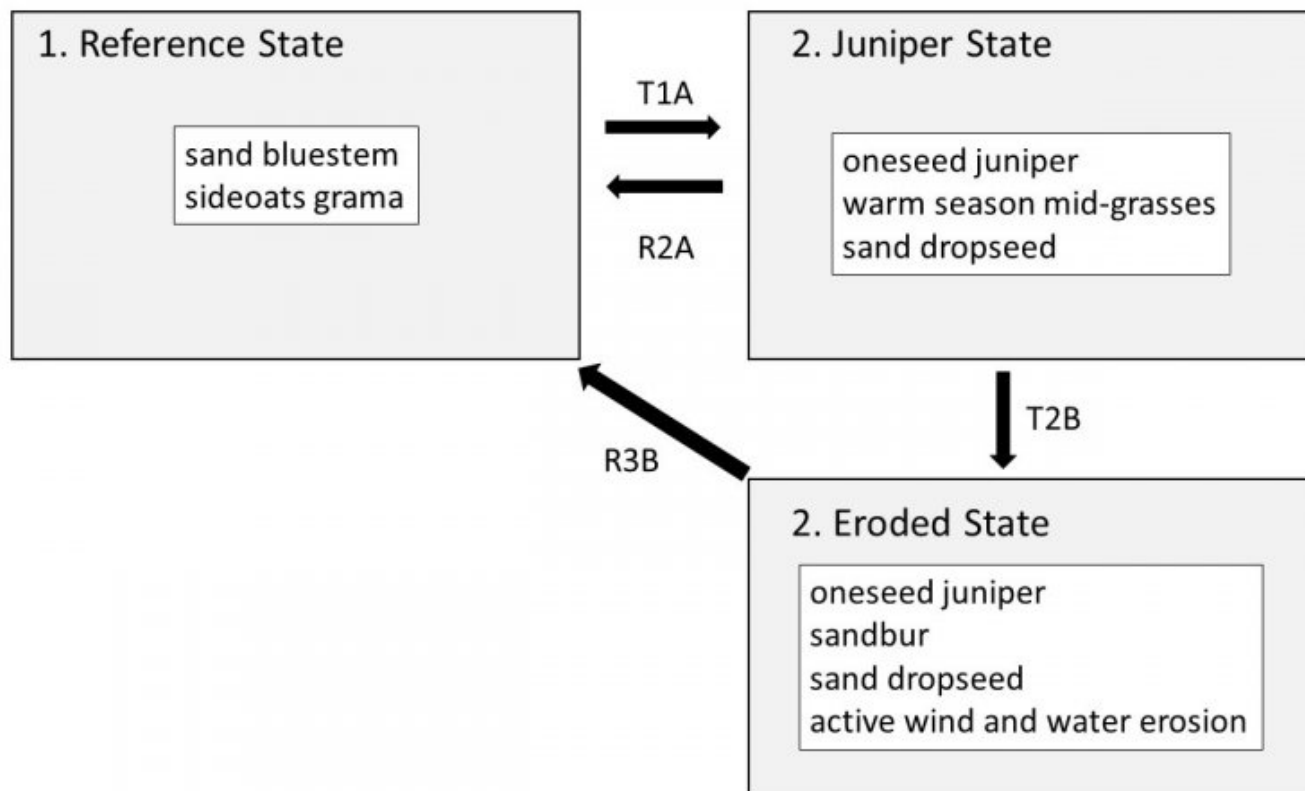 1. Reference State
sand bluestem
sideoats grama
T1A
R2A
2. Juniper State
oneseed juniper
warm season mid-grasses
sand dropseed
T2B
R3B
2. Eroded State
oneseed juniper
sandbur
sand dropseed
active wind and water erosion